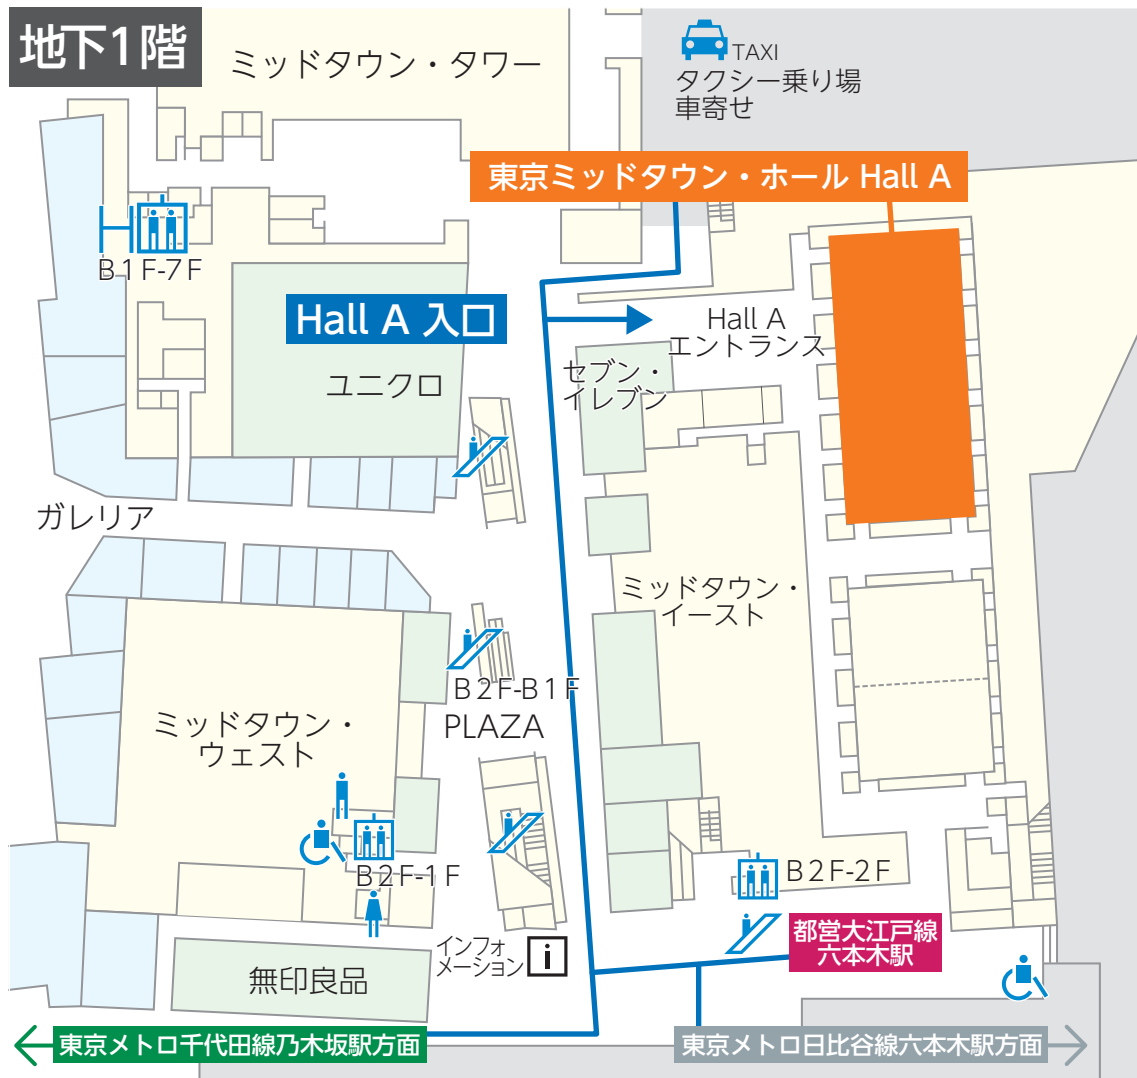 地下1階
ミッドタウン・タワー
TAXI
タクシー乗り場
車寄せ
東京ミッドタウン・ホール Hall A
B1F-7F
Hall A 入口
Hall A
エントランス
ユニクロ
セブン・
イレブン
ガレリア
ミッドタウン・
イースト
B2F-B1F
PLAZA
ミッドタウン・
ウェスト
B2F-1F
B2F-2F
都営大江戸線
六本木駅
インフォ
メーション
i
無印良品
東京メトロ千代田線乃木坂駅方面
東京メトロ日比谷線六本木駅方面